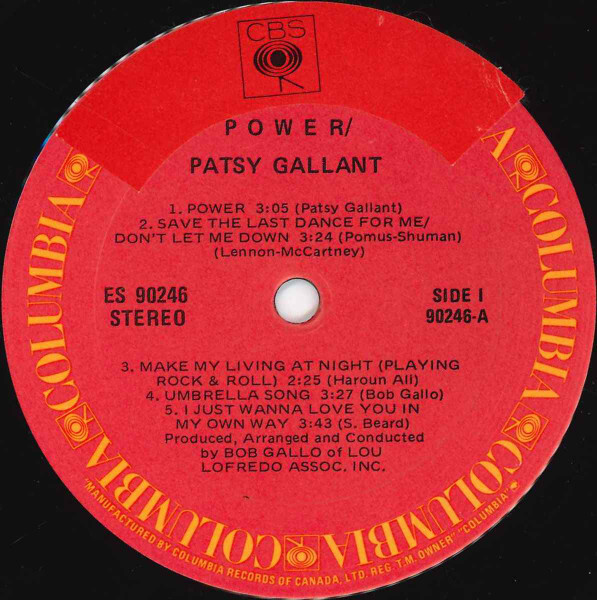 CBS
POWER/
PATSY GALLANT
1. POWER 3:05 (Patsy Gallant)
2. SAVE THE LAST DANCE FOR ME/
DON'T LET ME DOWN 3:24 (Pomus-Shuman)
(Lennon-McCartney)
ES 90246
STEREO
SIDE I
90246-A
3. MAKE MY LIVING AT NIGHT (PLAYING
ROCK & ROLL) 2:25 (Haroun Ali)
4. UMBRELLA SONG 3:27 (Bob Gallo)
5. I JUST WANNA LOVE YOU IN
MY OWN WAY 3:43 (S. Beard)
Produced, Arranged and Conducted
by BOB GALLO of LOU
LOFREDO ASSOC. INC.
A COLUMBIA COLUMBIA COLUMBIA COLUMBIA COLUMBIA COLUMBIA
"MANUFACTURED BY COLUMBIA RECORDS OF CANADA, LTD. REG. T.M. OWNER" "COLUMBIA"